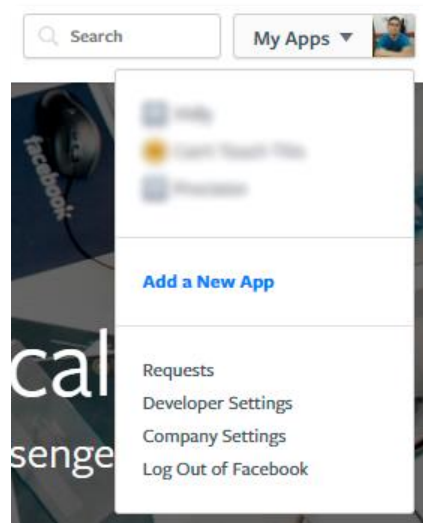 Search
My Apps
facebook
Add a New App
cal
senge
Requests
Developer Settings
Company Settings
Log Out of Facebook